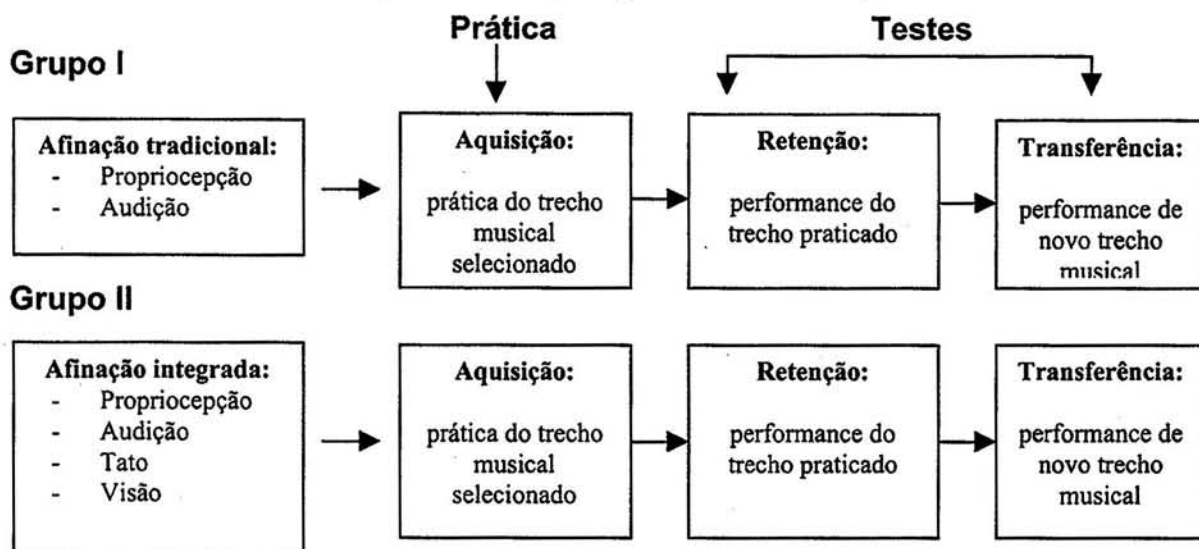 Prática
Testes
Grupo I
Afinação tradicional:
- Propriocepção
- Audição
Aquisição:
prática do trecho
musical
selecionado
Retenção:
performance do
trecho praticado
Transferência:
performance de
novo trecho
musical
Grupo II
Afinação integrada:
- Propriocepção
- Audição
- Tato
- Visão
Aquisição:
prática do trecho
musical
selecionado
Retenção:
performance do
trecho praticado
Transferência:
performance de
novo trecho
musical